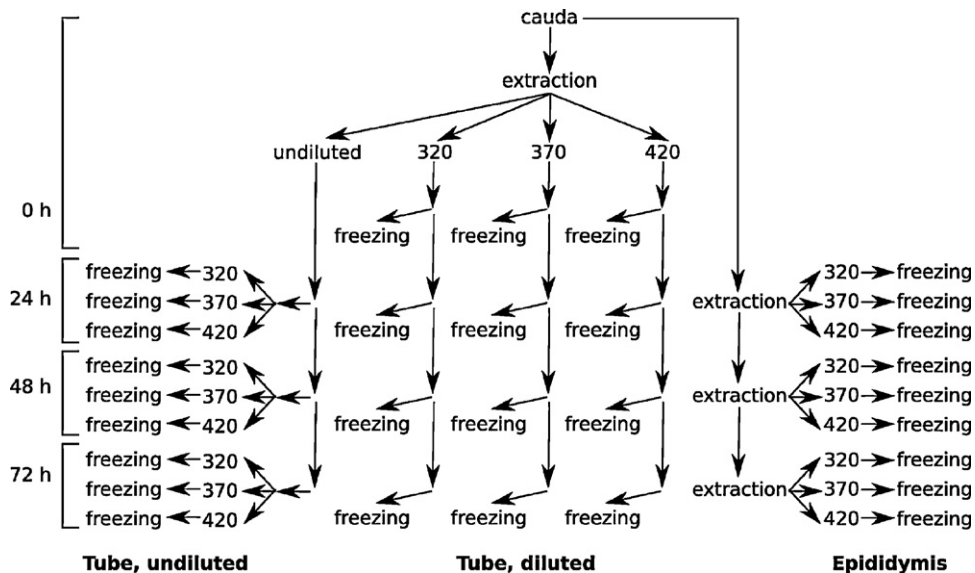 cauda
extraction
undiluted 320 370 420
0 h
freezing freezing freezing
freezing 320 320 freezing
24 h freezing 370 extraction 370 freezing
freezing 420 freezing freezing freezing 420 freezing
freezing 320 320 freezing
48 h freezing 370 extraction 370 freezing
freezing 420 freezing freezing freezing 420 freezing
freezing 320 320 freezing
72 h freezing 370 extraction 370 freezing
freezing 420 freezing freezing freezing 420 freezing
Tube, undiluted Tube, diluted Epididymis